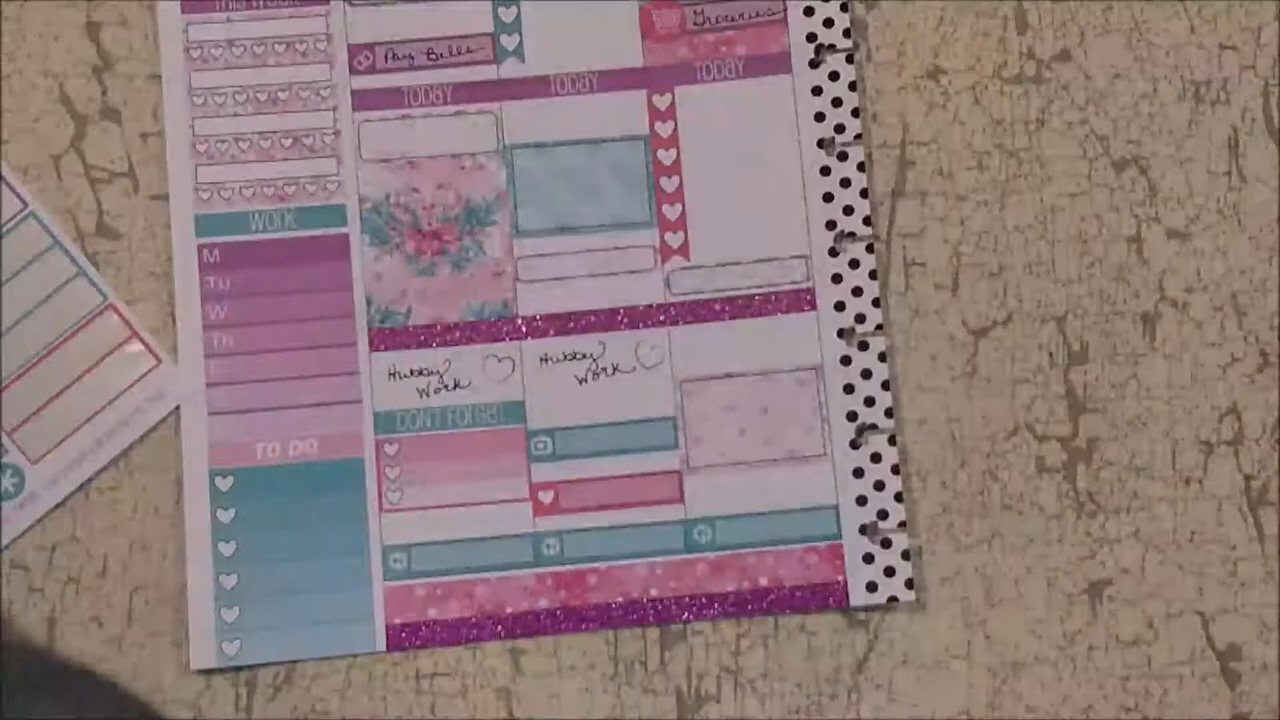 This Week
Groceries
Pay Bills
TODAY
TODAY
TODAY
WORK
M
Tu
W
Th
Hubby
Work
Hubby
Work
DON'T FORGET
TO DO